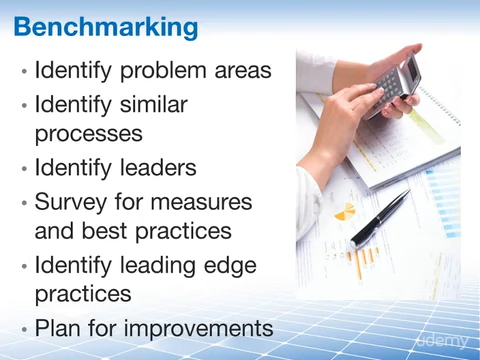 Benchmarking
• Identify problem areas
• Identify similar
processes
• Identify leaders
• Survey for measures
and best practices
• Identify leading edge
practices
• Plan for improvements
udemy